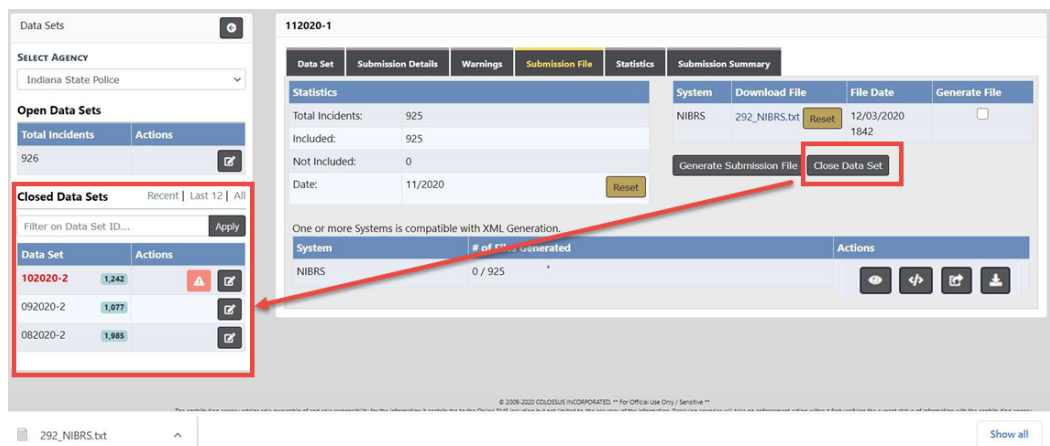 Data Sets
SELECT AGENCY
Indiana State Police
Open Data Sets
Total Incidents Actions
926
Closed Data Sets Recent | Last 12 | All
Filter on Data Set ID... Apply
Data Set Actions
102020-2 1,242
092020-2 1,077
082020-2 1,985
112020-1
Data Set Submission Details Warnings Submission File Statistics Submission Summary
Statistics
Total Incidents: 925
Included: 925
Not Included: 0
Date: 11/2020 Reset
System Download File File Date Generate File
NIBRS 292_NIBRS.txt Reset 12/03/2020
1842
Generate Submission File Close Data Set
One or more Systems is compatible with XML Generation.
System # of Files Generated Actions
NIBRS 0 / 925
© 2009-2020 COLOSSUS INCORPORATED. ** For Official Use Only / Sensitive **
292_NIBRS.txt Show all